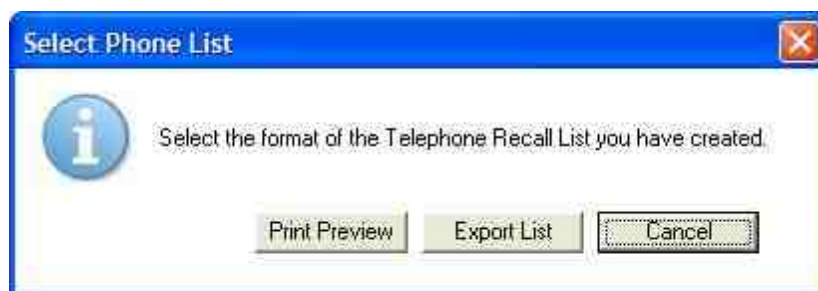 Select Phone List
Select the format of the Telephone Recall List you have created.
Print Preview Export List Cancel